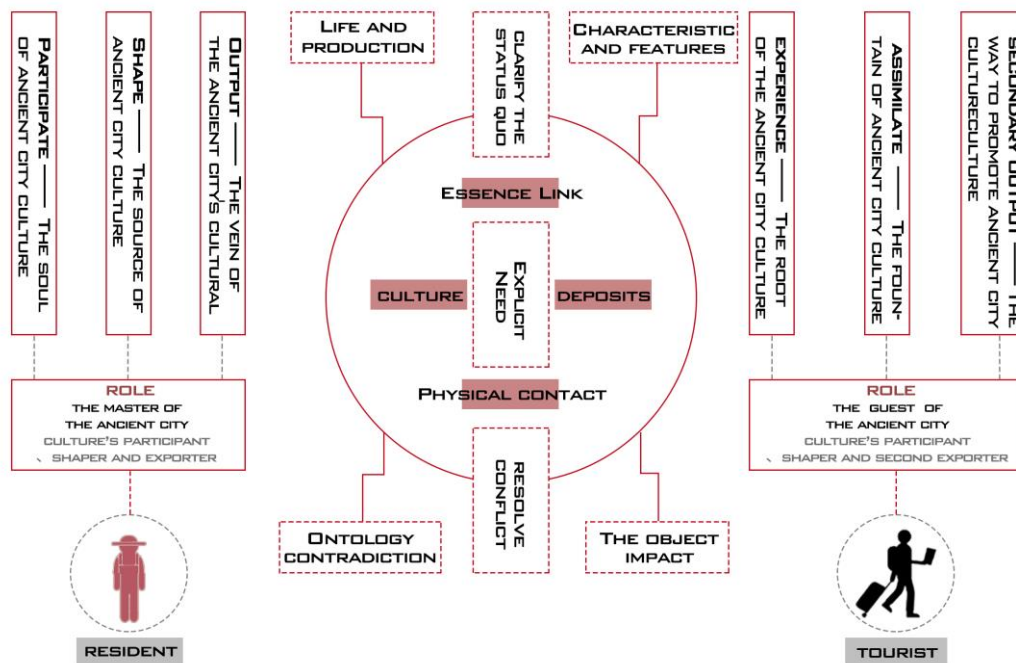 PARTICIPATE —— THE SOUL
OF ANCIENT CITY CULTURE
SHAPE —— THE SOURCE OF
ANCIENT CITY CULTURE
OUTPUT —— THE VEIN OF
THE ANCIENT CITY'S CULTURAL
ROLE
THE MASTER OF
THE ANCIENT CITY
CULTURE'S PARTICIPANT
、 SHAPER AND EXPORTER
RESIDENT
LIFE AND
PRODUCTION
CLARIFY THE
STATUS QUO
CHARACTERISTIC
AND FEATURES
ESSENCE LINK
CULTURE
EXPLICIT
NEED
DEPOSITS
PHYSICAL CONTACT
RESOLVE
CONFLICT
ONTOLOGY
CONTRADICTION
THE OBJECT
IMPACT
EXPERIENCE —— THE ROOT
OF THE ANCIENT CITY CULTURE
ASSIMILATE —— THE FOUN-
TAIN OF ANCIENT CITY CULTURE
SECONDARY OUTPUT —— THE
WAY TO PROMOTE ANCIENT CITY
CULTURECULTURE
ROLE
THE GUEST OF
THE ANCIENT CITY
CULTURE'S PARTICIPANT
、 SHAPER AND SECOND EXPORTER
TOURIST